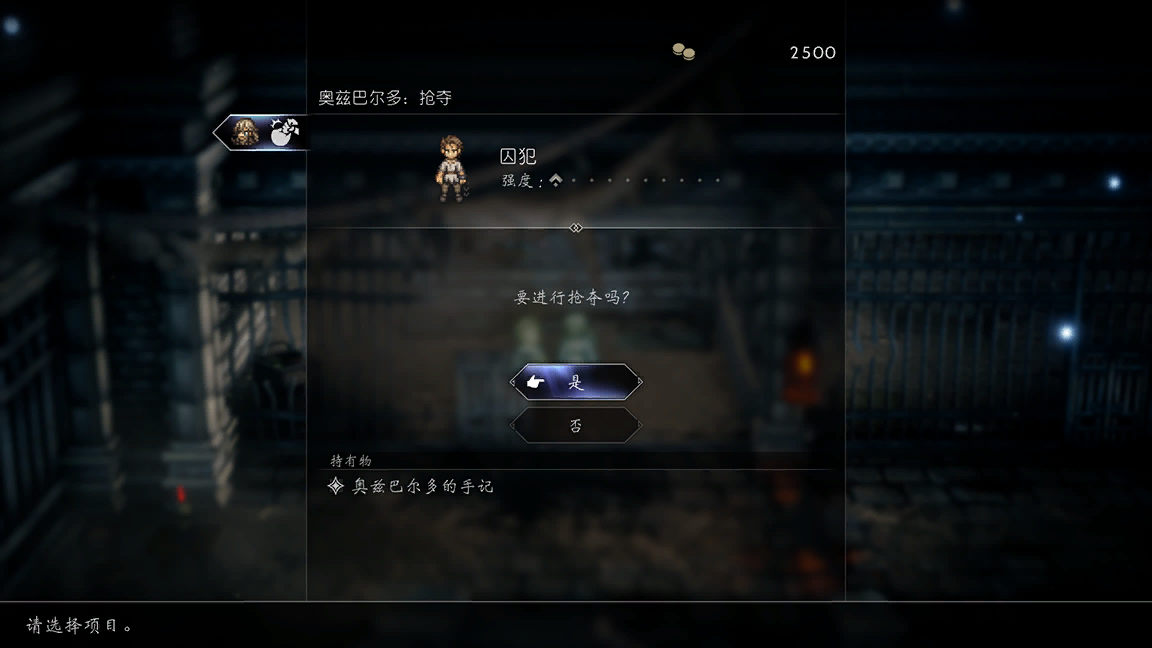 2500
奥兹巴尔多：抢夺
囚犯
强度：
要进行抢夺吗？
是
否
持有物
奥兹巴尔多的手记
请选择项目。